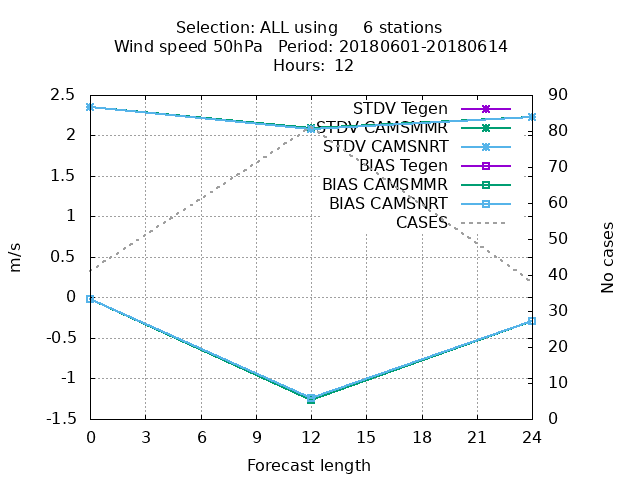 Selection: ALL using     6 stations
Wind speed 50hPa   Period: 20180601-20180614
Hours:  12
2.5
2
1.5
1
0.5
0
-0.5
-1
-1.5
m/s
STDV Tegen
STDV CAMSMMR
STDV CAMSNRT
BIAS Tegen
BIAS CAMSMMR
BIAS CAMSNRT
CASES
90
80
70
60
50
40
30
20
10
0
No cases
0 3 6 9 12 15 18 21 24
Forecast length